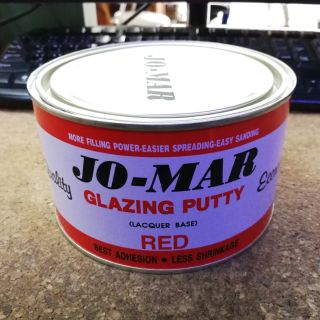 JO-MAR
MORE FILLING POWER-EASIER SPREADING-EASY SANDING
JO-MAR
GLAZING PUTTY
(LACQUER BASE)
RED
BEST ADHESION • LESS SHRINKAGE